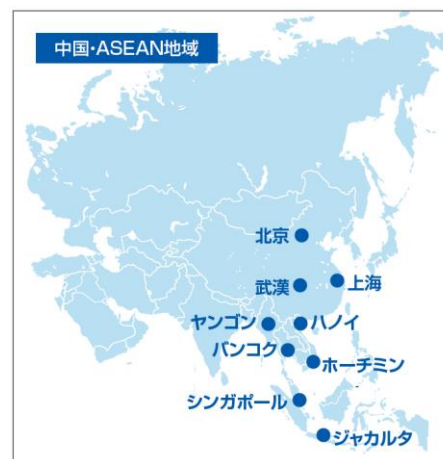 中国・ASEAN地域
北京
武漢
上海
ヤンゴン
ハノイ
バンコク
ホーチミン
シンガポール
ジャカルタ